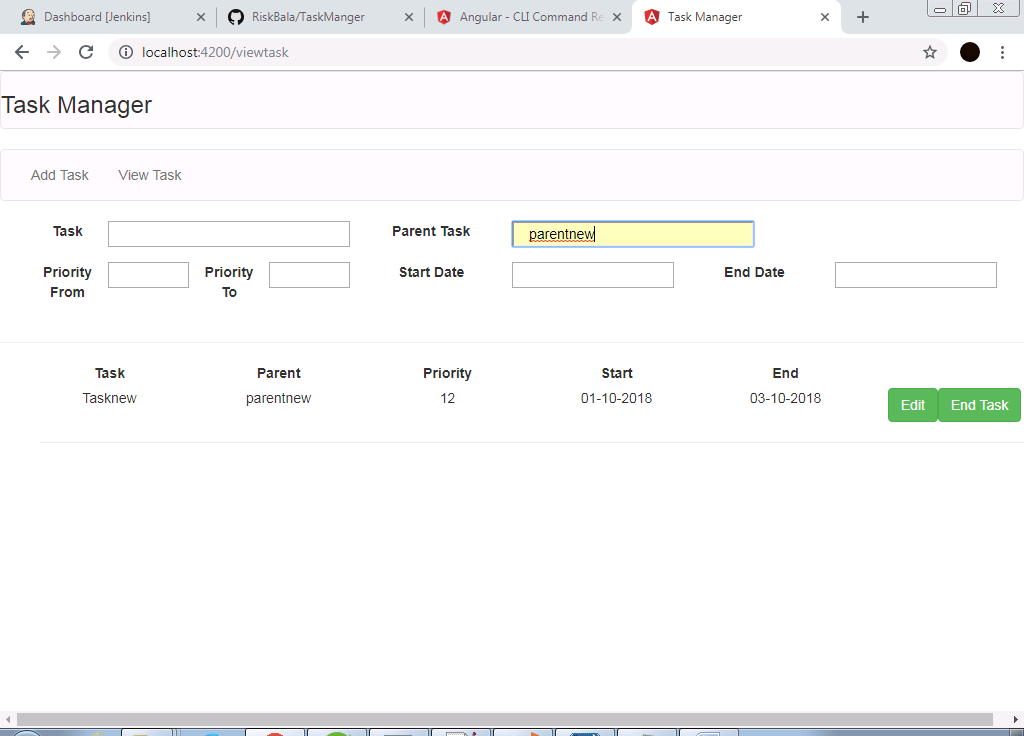 Dashboard [Jenkins]
RiskBala/TaskManger
Angular - CLI Command Re
Task Manager
localhost:4200/viewtask
Task Manager
Add Task View Task
Task Parent Task parentnew
Priority From Priority To Start Date End Date
Task Parent Priority Start End
Tasknew parentnew 12 01-10-2018 03-10-2018 Edit End Task